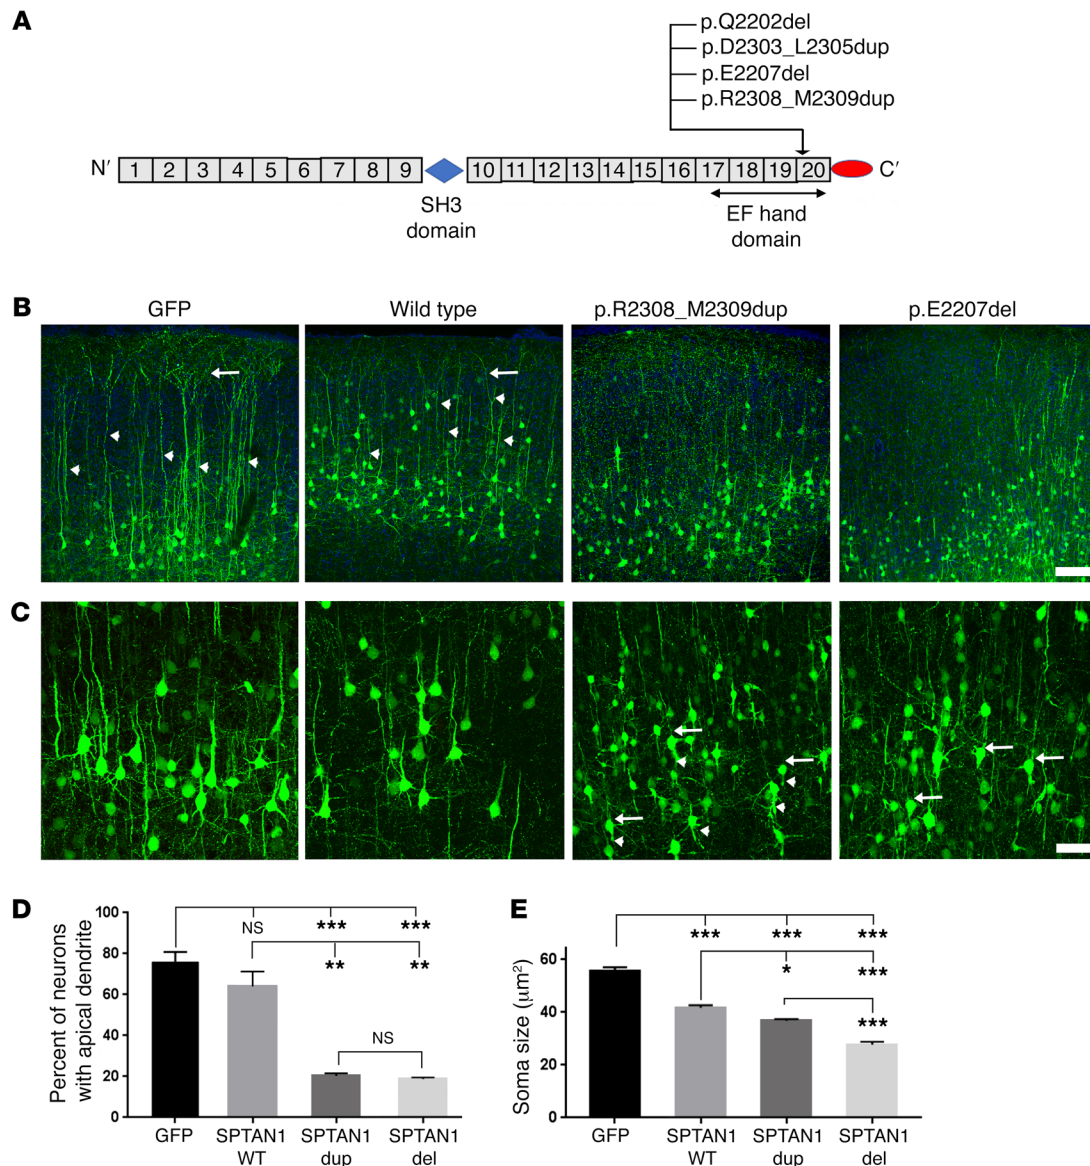 A
p.Q2202del
p.D2303_L2305dup
p.E2207del
p.R2308_M2309dup
N′ 1 2 3 4 5 6 7 8 9 10 11 12 13 14 15 16 17 18 19 20 C′
SH3
domain
EF hand
domain
B
GFP Wild type p.R2308_M2309dup p.E2207del
C
D
Percent of neurons
with apical dendrite
100
80
60
40
20
0
NS *** ***
** **
NS
GFP SPTAN1 WT SPTAN1 dup SPTAN1 del
E
Soma size (μm²)
60
40
20
0
*** *** ***
* ***
***
GFP SPTAN1 WT SPTAN1 dup SPTAN1 del